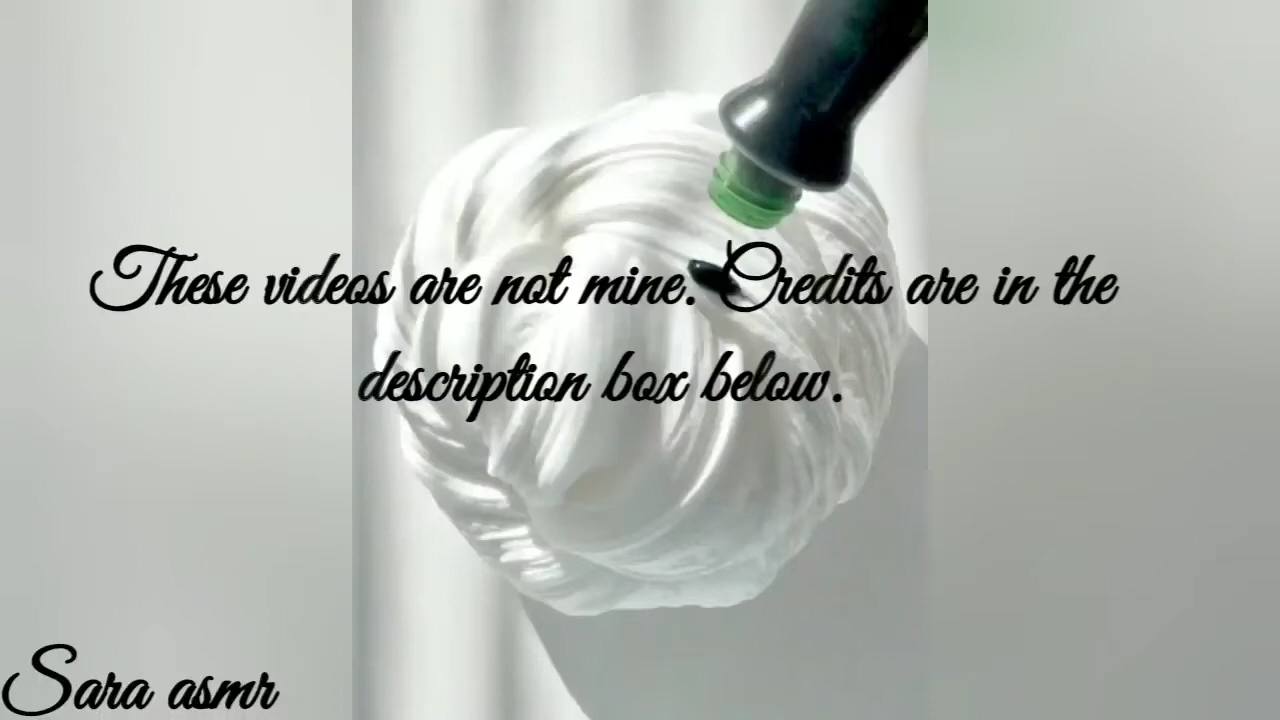 These videos are not mine. Credits are in the
description box below.
Sara asmr